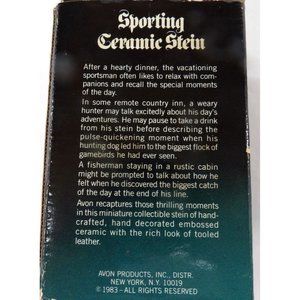 Sporting
Ceramic Stein
After a hearty dinner, the vacationing
sportsman often likes to relax with com-
panions and recall the special moments
of the day.
In some remote country inn, a weary
hunter may talk excitedly about his day's
adventures. He may pause to take a drink
from his stein before describing the
pulse-quickening moment when his
hunting dog led him to the biggest flock of
gamebirds he had ever seen.
A fisherman staying in a rustic cabin
might be prompted to talk about how he
felt when he discovered the biggest catch
of the day at the end of his line.
Avon recaptures those thrilling moments
in this miniature collectible stein of hand-
crafted, hand decorated embossed
ceramic with the rich look of tooled
leather.
AVON PRODUCTS, INC., DISTR.
NEW YORK, N.Y. 10019
©1983–ALL RIGHTS RESERVED